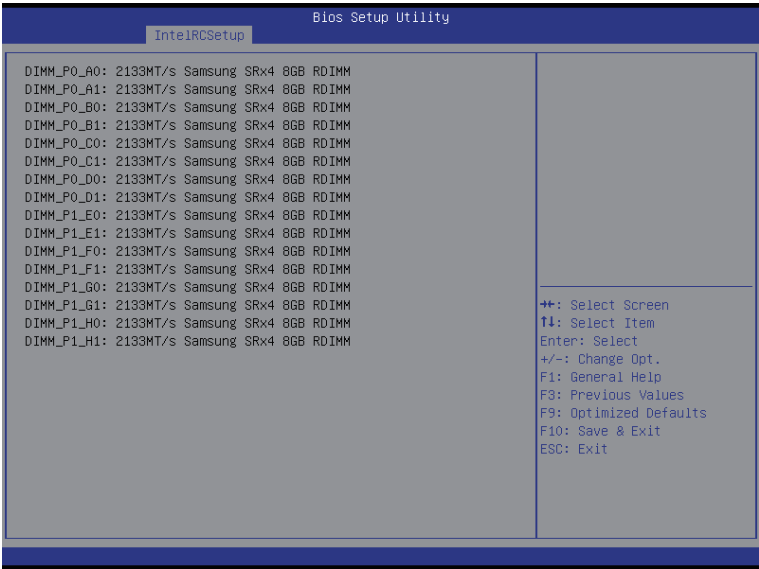 Bios Setup Utility
IntelRCSetup
DIMM_P0_A0: 2133MT/s Samsung SRx4 8GB RDIMM
DIMM_P0_A1: 2133MT/s Samsung SRx4 8GB RDIMM
DIMM_P0_B0: 2133MT/s Samsung SRx4 8GB RDIMM
DIMM_P0_B1: 2133MT/s Samsung SRx4 8GB RDIMM
DIMM_P0_C0: 2133MT/s Samsung SRx4 8GB RDIMM
DIMM_P0_C1: 2133MT/s Samsung SRx4 8GB RDIMM
DIMM_P0_D0: 2133MT/s Samsung SRx4 8GB RDIMM
DIMM_P0_D1: 2133MT/s Samsung SRx4 8GB RDIMM
DIMM_P1_E0: 2133MT/s Samsung SRx4 8GB RDIMM
DIMM_P1_E1: 2133MT/s Samsung SRx4 8GB RDIMM
DIMM_P1_F0: 2133MT/s Samsung SRx4 8GB RDIMM
DIMM_P1_F1: 2133MT/s Samsung SRx4 8GB RDIMM
DIMM_P1_G0: 2133MT/s Samsung SRx4 8GB RDIMM
DIMM_P1_G1: 2133MT/s Samsung SRx4 8GB RDIMM
DIMM_P1_H0: 2133MT/s Samsung SRx4 8GB RDIMM
DIMM_P1_H1: 2133MT/s Samsung SRx4 8GB RDIMM
→←: Select Screen
↑↓: Select Item
Enter: Select
+/-: Change Opt.
F1: General Help
F3: Previous Values
F9: Optimized Defaults
F10: Save & Exit
ESC: Exit